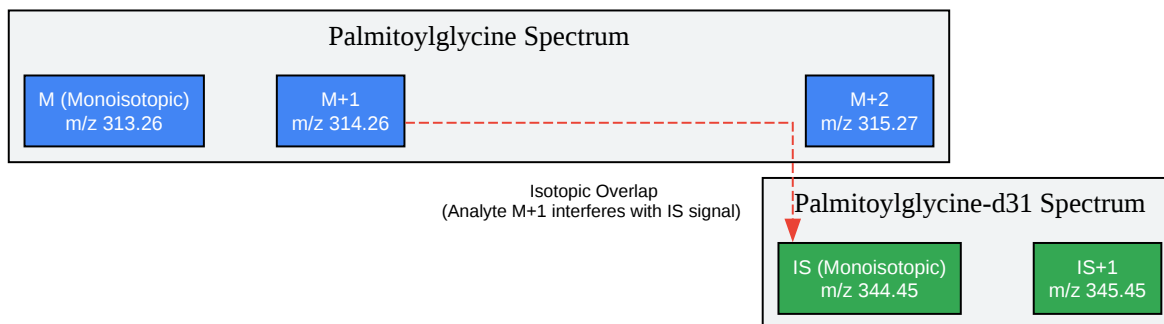 Palmitoylglycine Spectrum
M (Monoisotopic)
m/z 313.26
M+1
m/z 314.26
M+2
m/z 315.27
Isotopic Overlap
(Analyte M+1 interferes with IS signal)
Palmitoylglycine-d31 Spectrum
IS (Monoisotopic)
m/z 344.45
IS+1
m/z 345.45